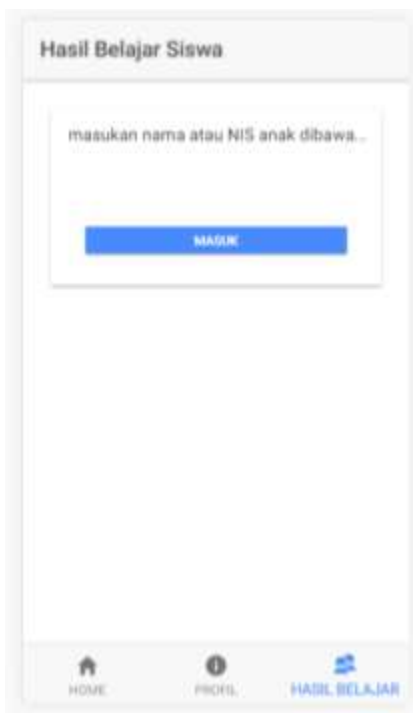 Hasil Belajar Siswa
masukan nama atau NIS anak dibawa...
MASUK
HOME
PROFIL
HASIL BELAJAR